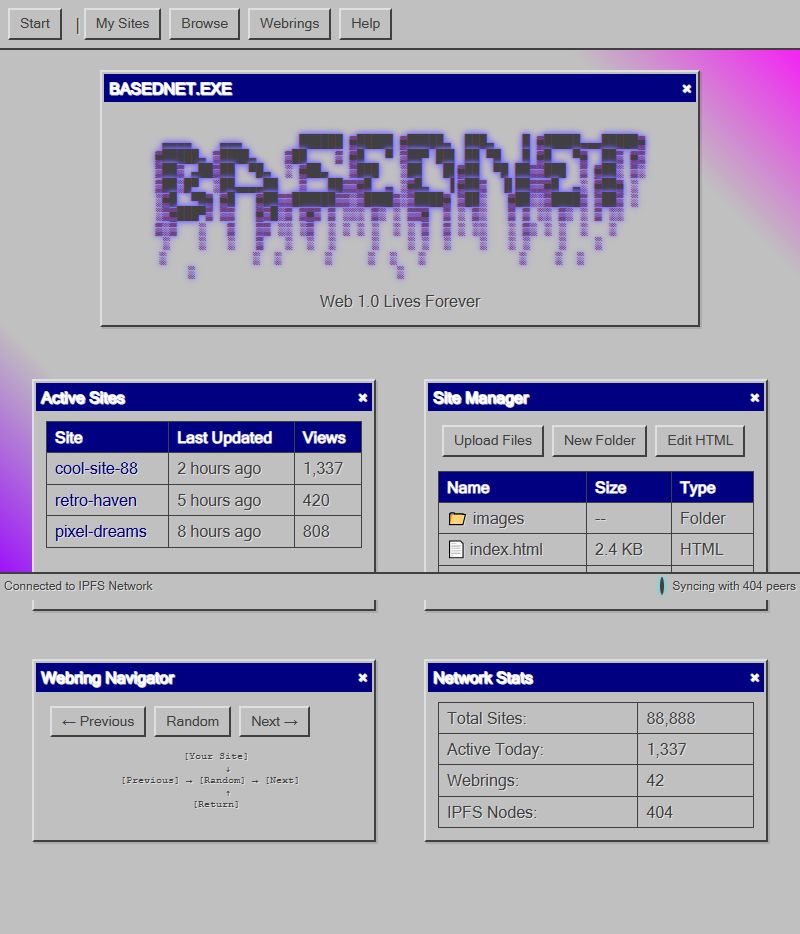 Start | My Sites Browse Webrings Help
BASEDNET.EXE ×
BASEDNET
Web 1.0 Lives Forever
Active Sites ×
Site Last Updated Views
cool-site-88 2 hours ago 1,337
retro-haven 5 hours ago 420
pixel-dreams 8 hours ago 808
Site Manager ×
Upload Files New Folder Edit HTML
Name Size Type
images -- Folder
index.html 2.4 KB HTML
Connected to IPFS Network
Syncing with 404 peers
Webring Navigator ×
← Previous Random Next →
[Your Site]
↓
[Previous] → [Random] → [Next]
↑
[Return]
Network Stats ×
Total Sites: 88,888
Active Today: 1,337
Webrings: 42
IPFS Nodes: 404